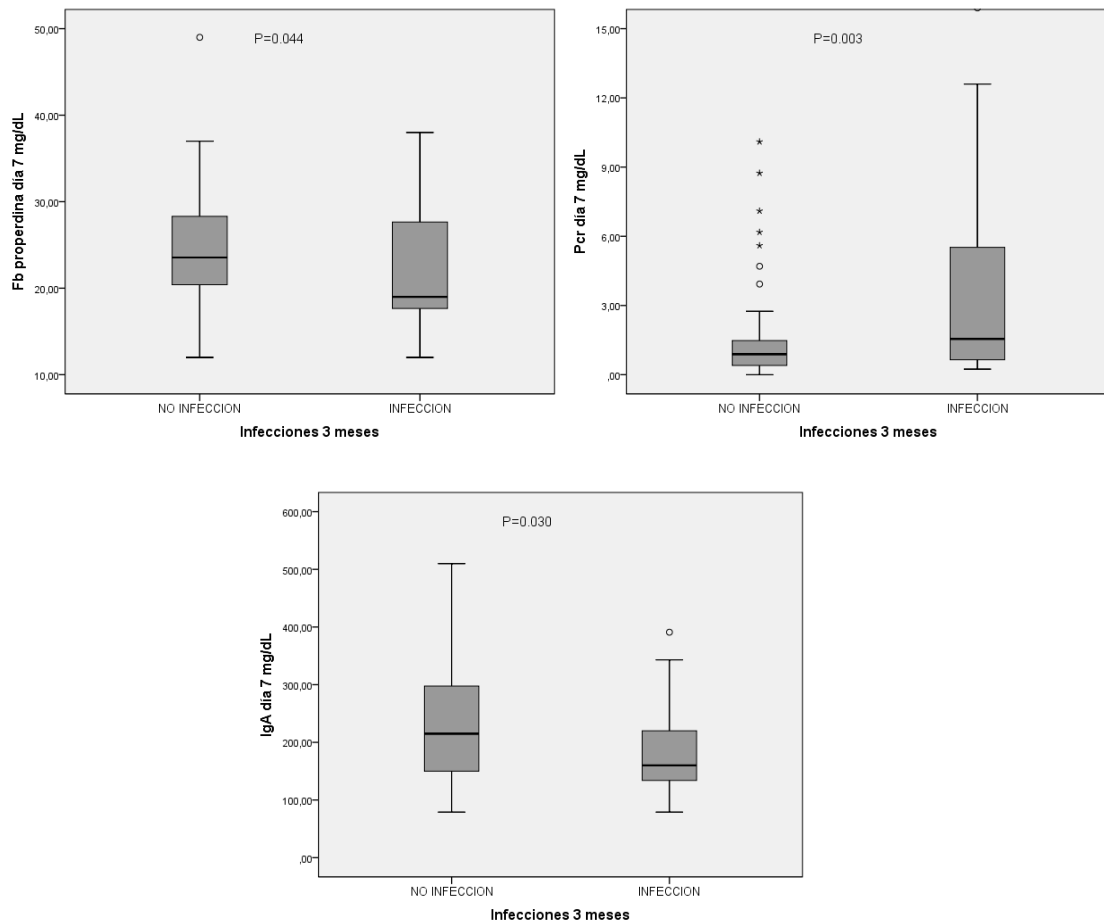 Fb properdina día 7 mg/dL
50,00
40,00
30,00
20,00
10,00
P=0.044
NO INFECCION
INFECCION
Infecciones 3 meses
Pcr día 7 mg/dL
15,00
12,00
9,00
6,00
3,00
,00
P=0.003
NO INFECCION
INFECCION
Infecciones 3 meses
IgA día 7 mg/dL
600,00
500,00
400,00
300,00
200,00
100,00
,00
P=0.030
NO INFECCION
INFECCION
Infecciones 3 meses